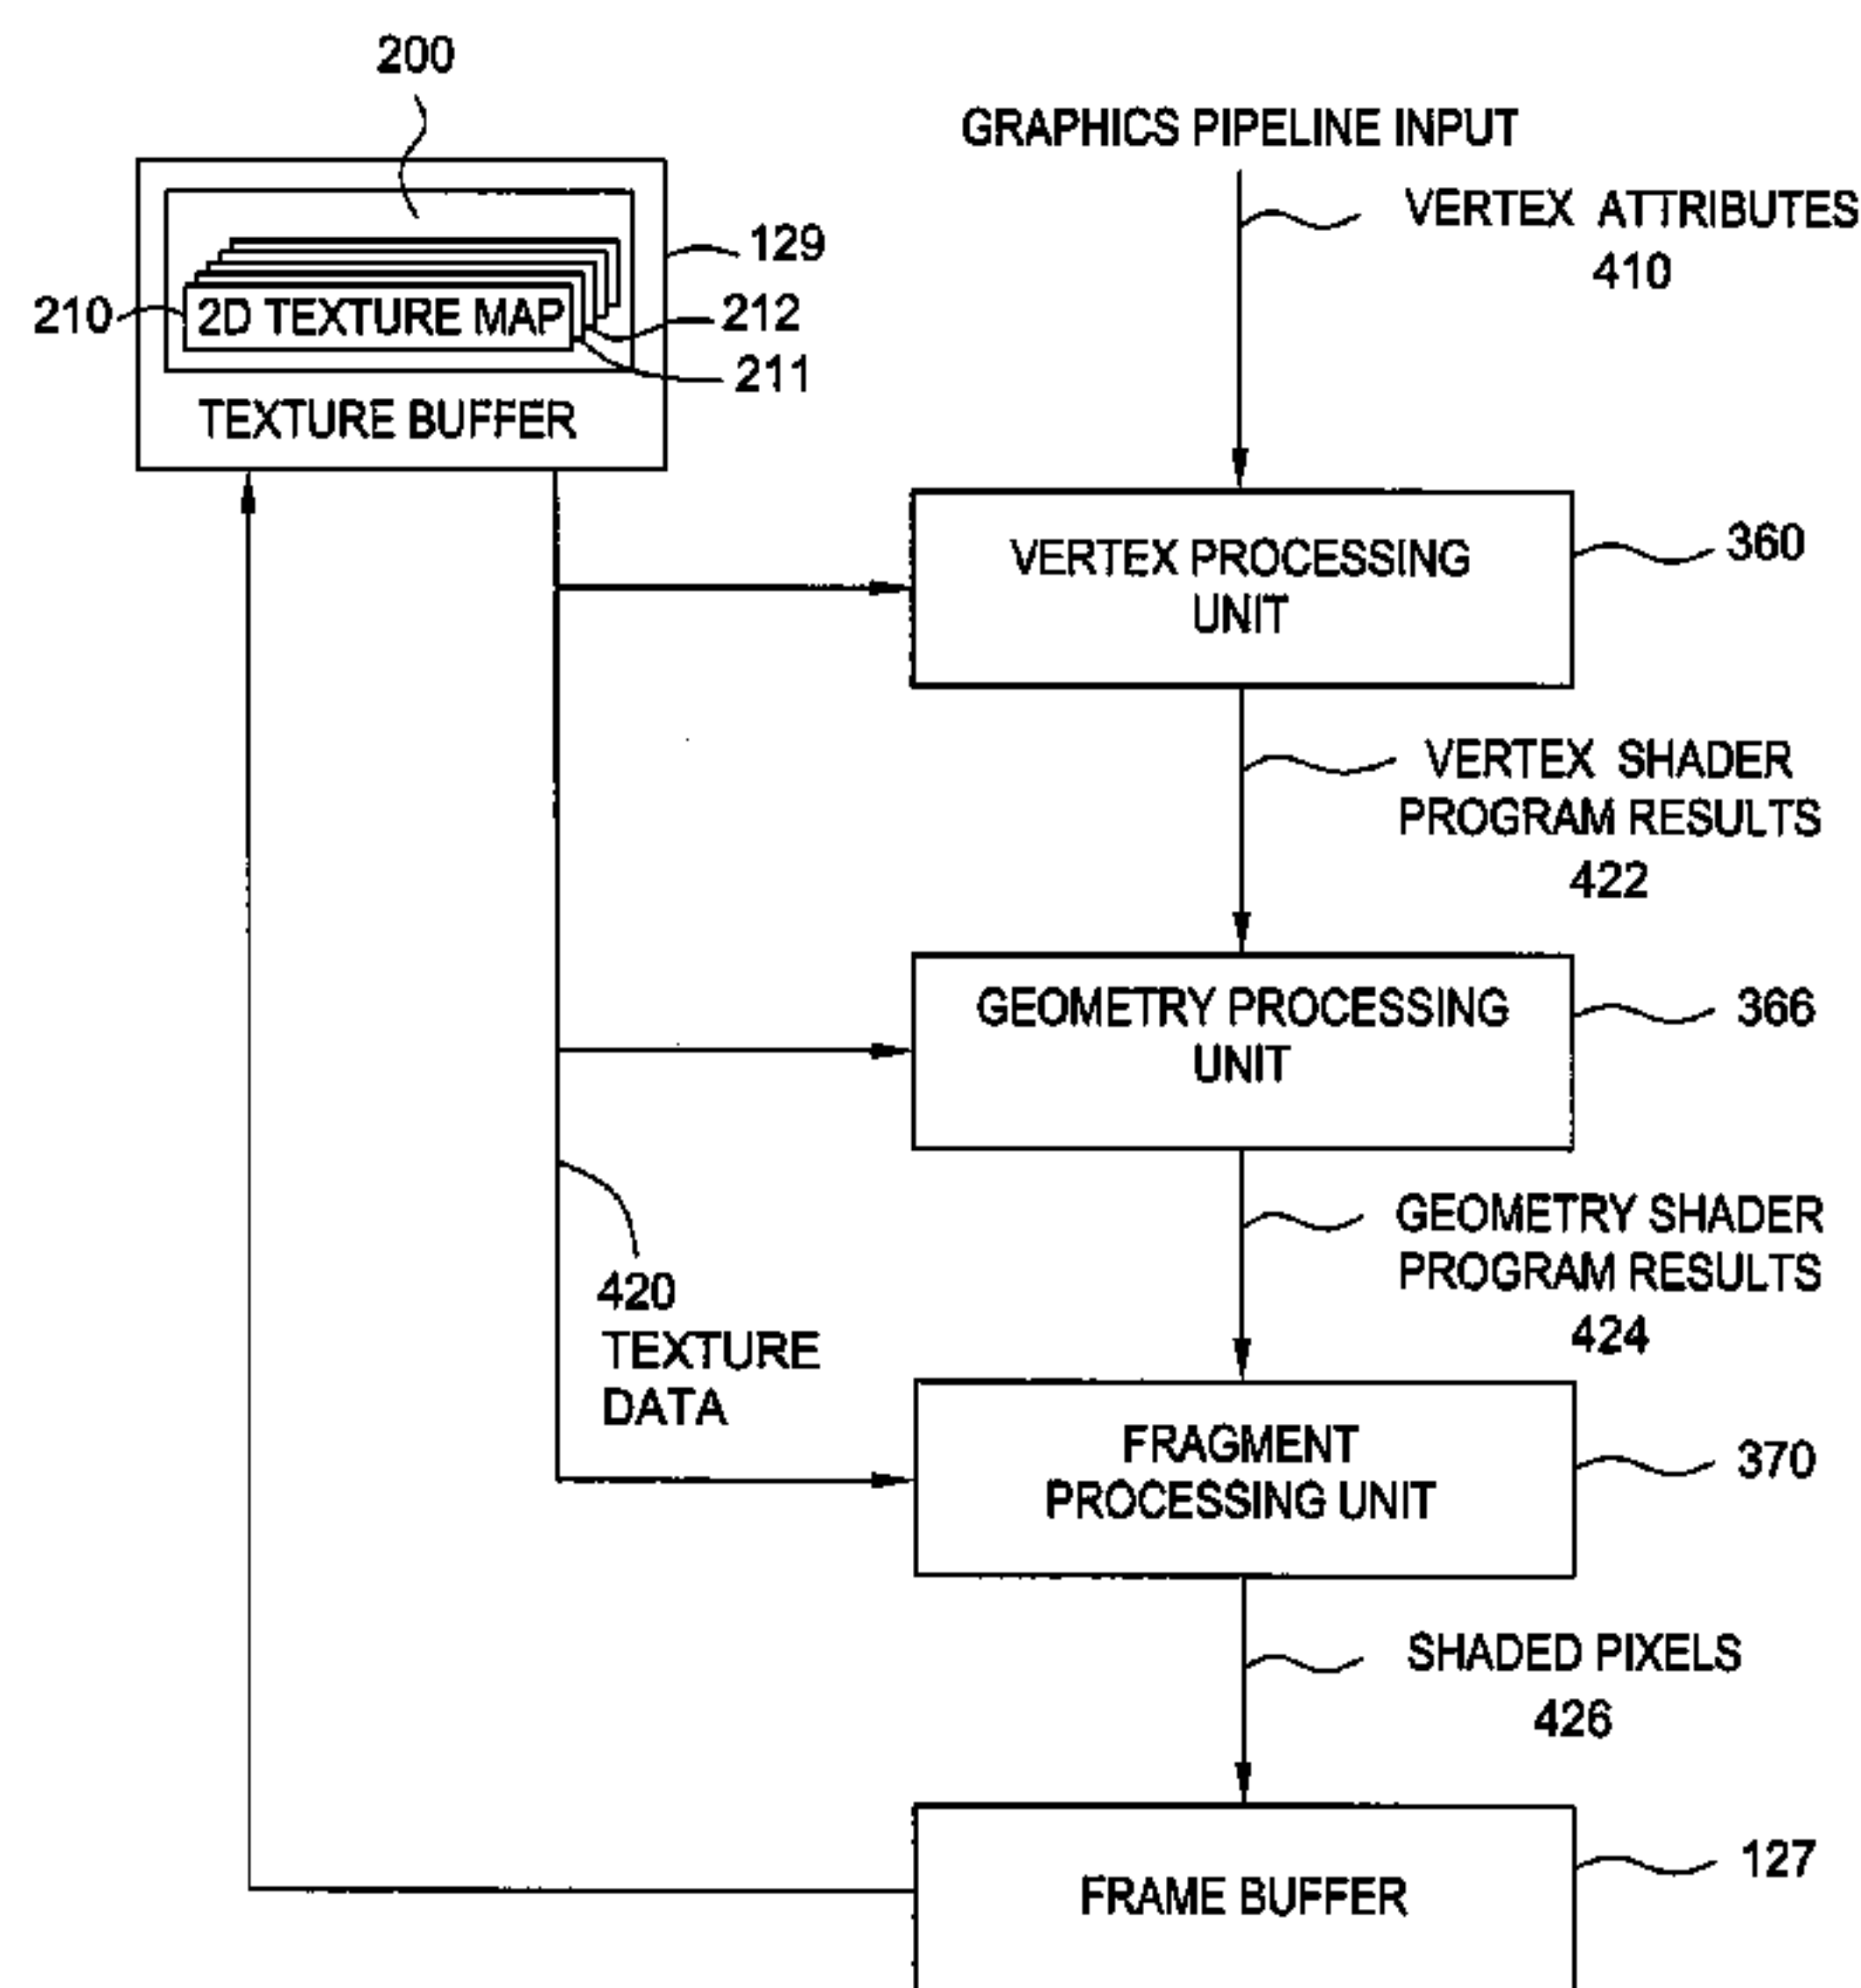 200
GRAPHICS PIPELINE INPUT
VERTEX ATTRIBUTES
410
129
210
2D TEXTURE MAP
212
211
TEXTURE BUFFER
VERTEX PROCESSING
UNIT
360
VERTEX SHADER
PROGRAM RESULTS
422
GEOMETRY PROCESSING
UNIT
366
GEOMETRY SHADER
PROGRAM RESULTS
424
420
TEXTURE
DATA
FRAGMENT
PROCESSING UNIT
370
SHADED PIXELS
426
FRAME BUFFER
127